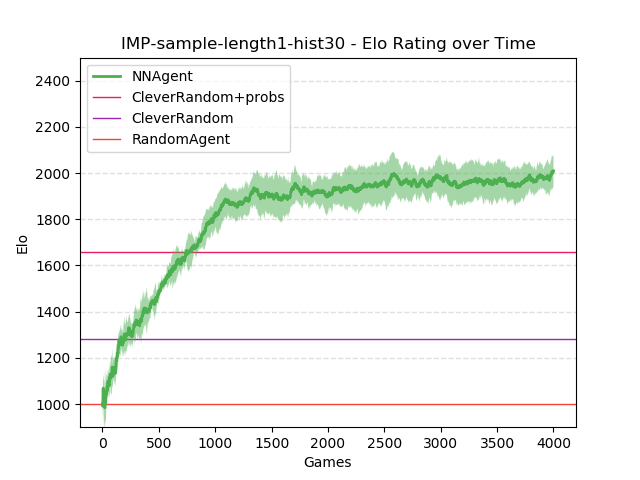 IMP-sample-length1-hist30 - Elo Rating over Time
NNAgent
CleverRandom+probs
CleverRandom
RandomAgent
2400
2200
2000
1800
1600
1400
1200
1000
Elo
0 500 1000 1500 2000 2500 3000 3500 4000
Games